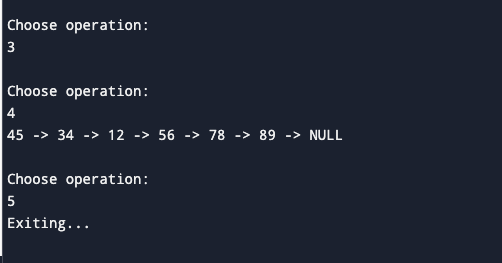 Choose operation:
3
Choose operation:
4
45 -> 34 -> 12 -> 56 -> 78 -> 89 -> NULL
Choose operation:
5
Exiting...